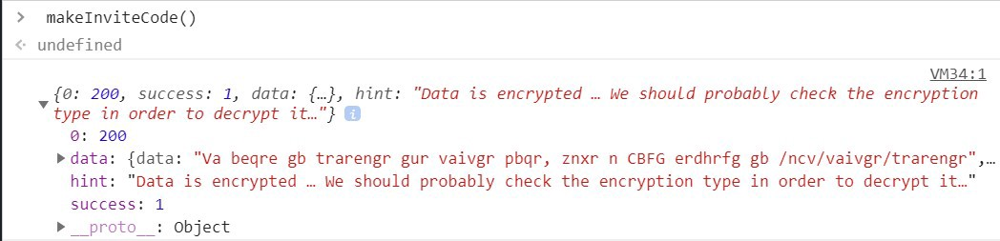 > makeInviteCode()
<· undefined
VM34:1
▼ {0: 200, success: 1, data: {…}, hint: "Data is encrypted … We should probably check the encryption
type in order to decrypt it…"} i
0: 200
▶ data: {data: "Va beqre gb trarengr gur vaivgr pbqr, znxr n CBFG erdhrfg gb /ncv/vaivgr/trarengr",…
hint: "Data is encrypted … We should probably check the encryption type in order to decrypt it…"
success: 1
▶ __proto__: Object